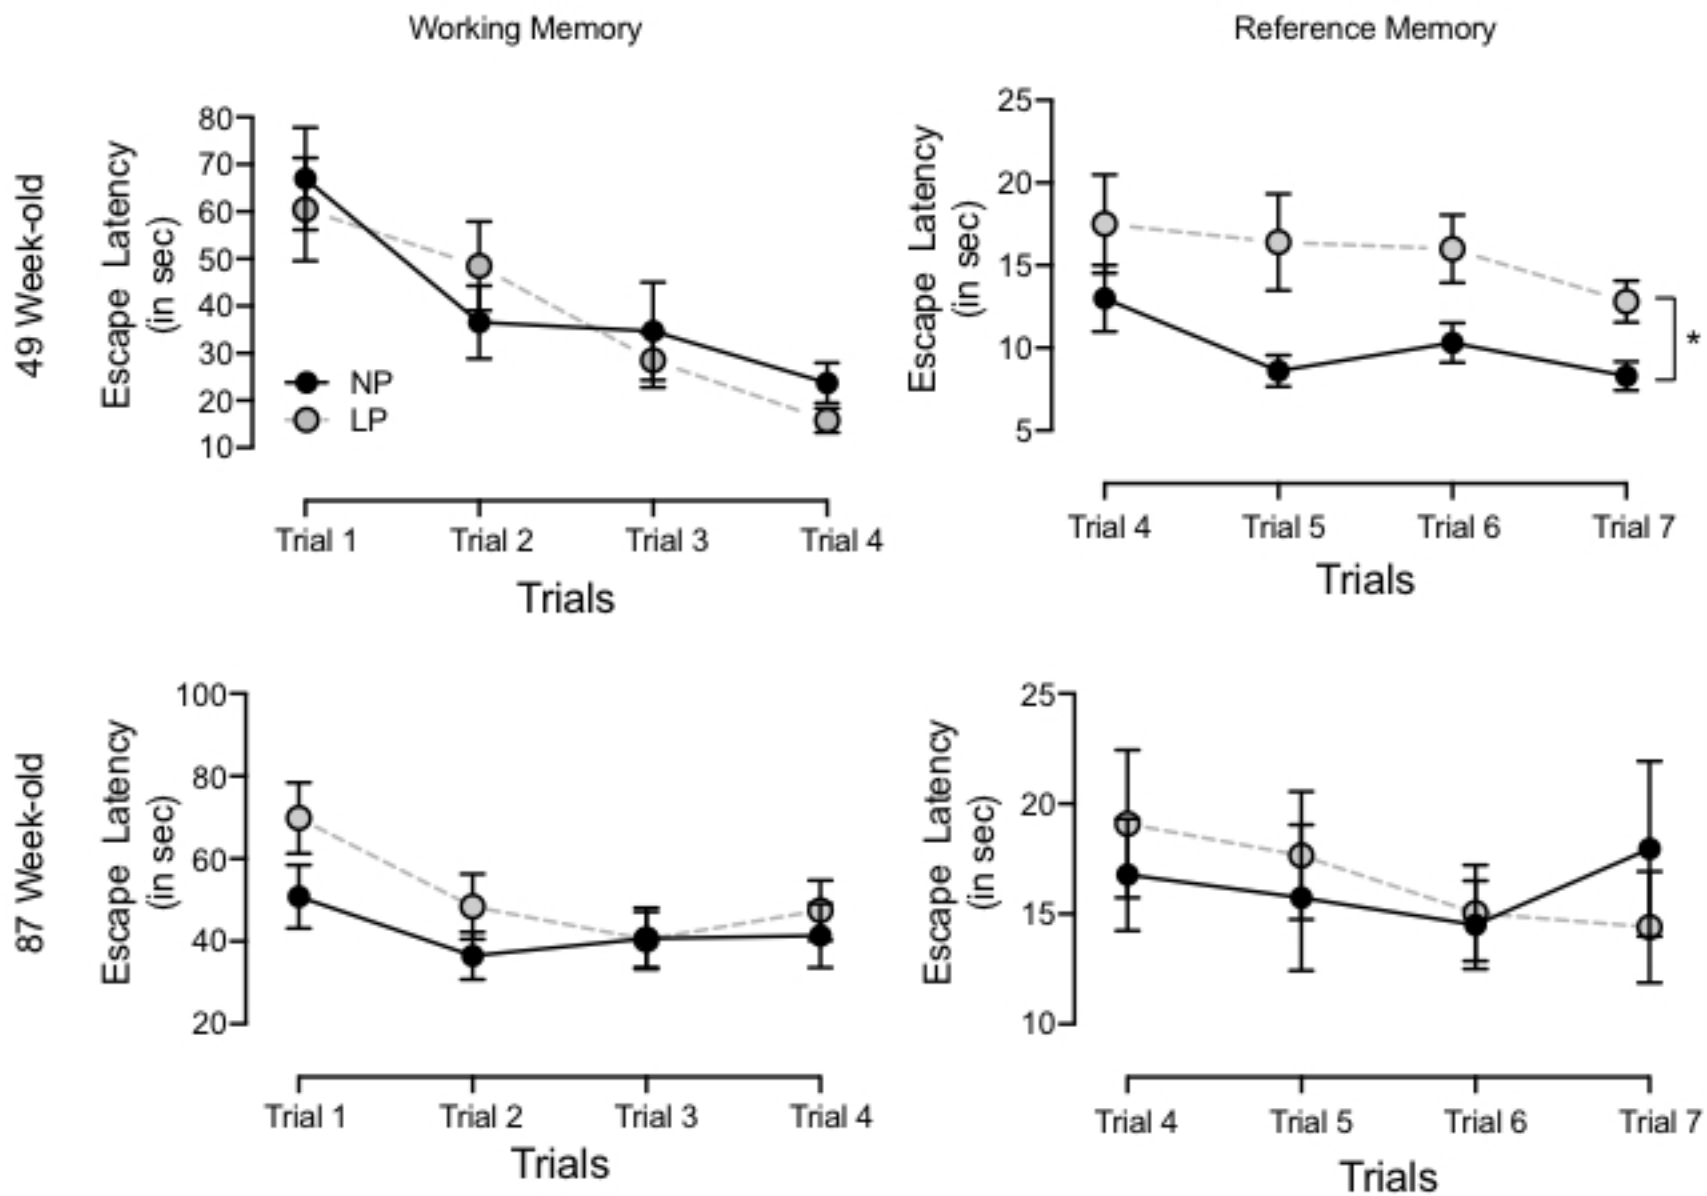 Working Memory
Reference Memory
49 Week-old
Escape Latency
(in sec)
80
70
60
50
40
30
20
10
NP
LP
Trial 1 Trial 2 Trial 3 Trial 4
Trials
Escape Latency
(in sec)
25
20
15
10
5
*
Trial 4 Trial 5 Trial 6 Trial 7
Trials
87 Week-old
Escape Latency
(in sec)
100
80
60
40
20
Trial 1 Trial 2 Trial 3 Trial 4
Trials
Escape Latency
(in sec)
25
20
15
10
Trial 4 Trial 5 Trial 6 Trial 7
Trials